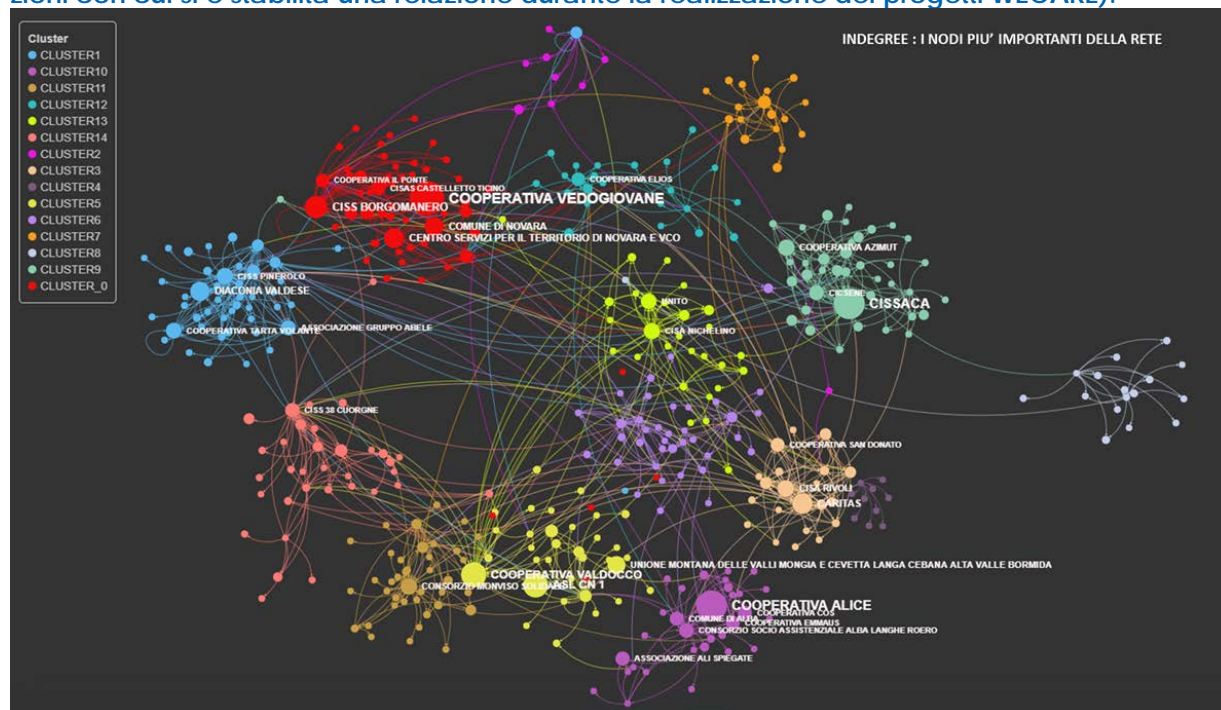 zioni con cui si è stabilita una relazione durante la realizzazione dei progetti WECARE).
INDEGREE : I NODI PIU' IMPORTANTI DELLA RETE
Cluster
CLUSTER1
CLUSTER10
CLUSTER11
CLUSTER12
CLUSTER13
CLUSTER14
CLUSTER2
CLUSTER3
CLUSTER4
CLUSTER5
CLUSTER6
CLUSTER7
CLUSTER8
CLUSTER9
CLUSTER_0
COOPERATIVA IL PONTE
CISAS CASTELLETTO TICINO
COOPERATIVA VEDOGIOVANE
CISS BORGOMANERO
COMUNE DI NOVARA
CENTRO SERVIZI PER IL TERRITORIO DI NOVARA E VCO
COOPERATIVA ELIOS
COOPERATIVA AZIMUT
CICSENE
CISSACA
CISS PINEROLO
DIACONIA VALDESE
COOPERATIVA TARTA VOLANTE
ASSOCIAZIONE GRUPPO ABELE
CISA NICHELINO
CISS 38 CUORGNE
COOPERATIVA SAN DONATO
CISA RIVOLI
CARITAS
UNIONE MONTANA DELLE VALLI MONGIA E CEVETTA LANGA CEBANA ALTA VALLE BORMIDA
COOPERATIVA VALDOCCO
ASL CN 1
CONSORZIO MONVISO SOLIDALE
COOPERATIVA ALICE
COOPERATIVA COS
COMUNE DI ALBA
COOPERATIVA EMMAUS
CONSORZIO SOCIO ASSISTENZIALE ALBA LANGHE ROERO
ASSOCIAZIONE ALI SPIEGATE